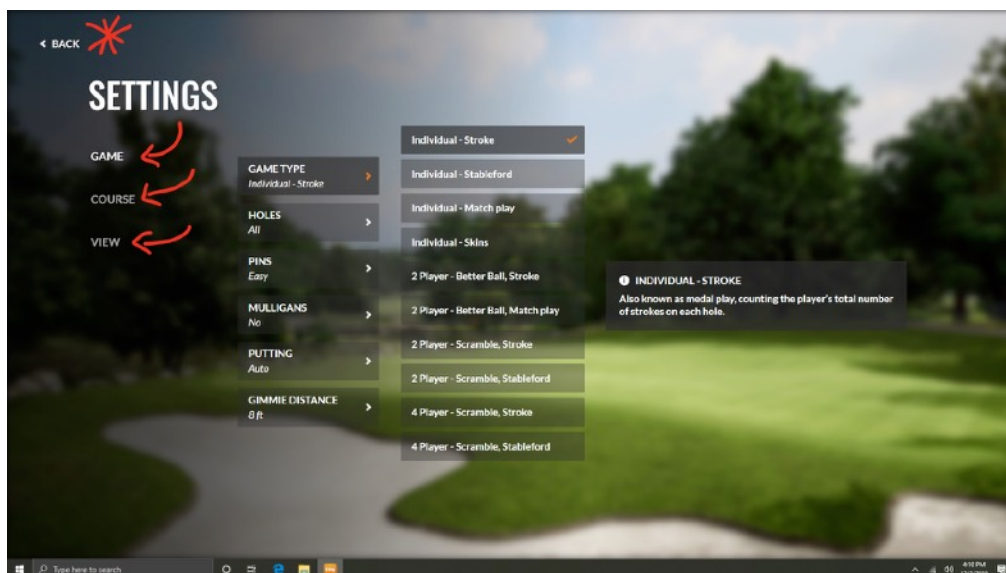 < BACK
SETTINGS
GAME
COURSE
VIEW
GAME TYPE
Individual - Stroke
HOLES
All
PINS
Easy
MULLIGANS
No
PUTTING
Auto
GIMMIE DISTANCE
8 ft
Individual - Stroke
Individual - Stableford
Individual - Match play
Individual - Skins
2 Player - Better Ball, Stroke
2 Player - Better Ball, Match play
2 Player - Scramble, Stroke
2 Player - Scramble, Stableford
4 Player - Scramble, Stroke
4 Player - Scramble, Stableford
INDIVIDUAL - STROKE
Also known as medal play, counting the player's total number
of strokes on each hole.
Type here to search
4:10 PM